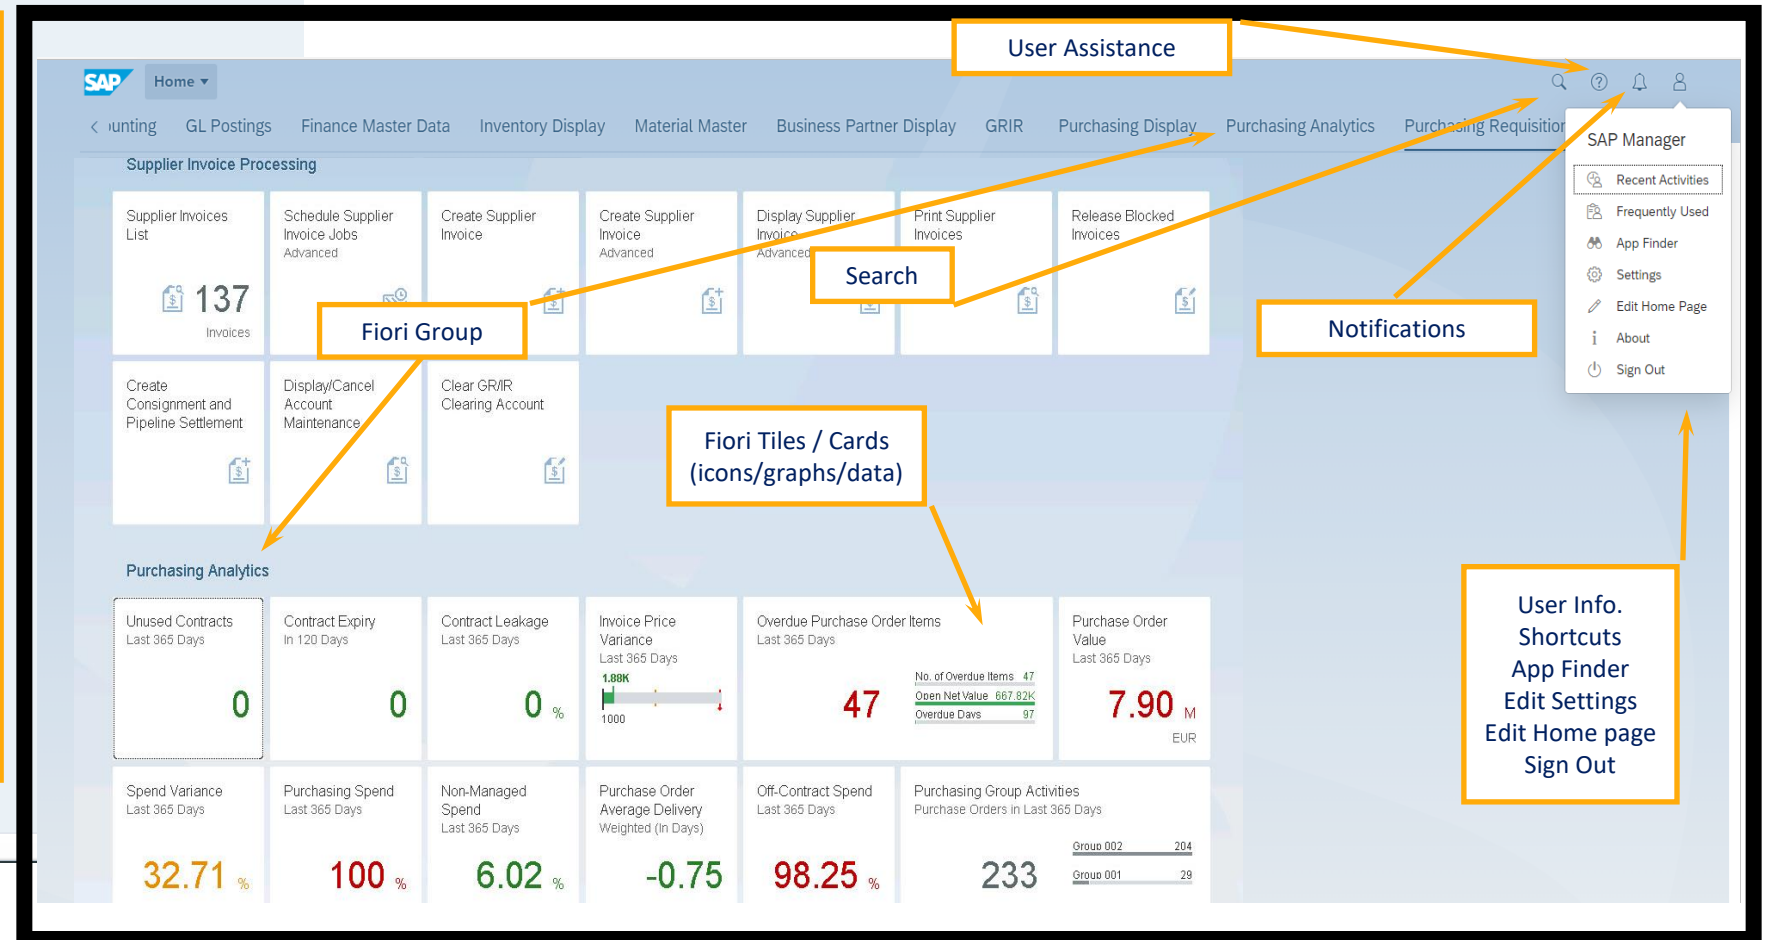 User Assistance
SAP Home
GL Postings Finance Master Data Inventory Display Material Master Business Partner Display GRIR Purchasing Display Purchasing Analytics Purchasing Requisition
SAP Manager
Recent Activities
Frequently Used
App Finder
Settings
Edit Home Page
About
Sign Out
Supplier Invoice Processing
Supplier Invoices
List
137
Invoices
Schedule Supplier
Invoice Jobs
Advanced
Create Supplier
Invoice
Create Supplier
Invoice
Advanced
Display Supplier
Invoice
Advanced
Print Supplier
Invoices
Release Blocked
Invoices
Search
Fiori Group
Notifications
Create
Consignment and
Pipeline Settlement
Display/Cancel
Account
Maintenance
Clear GR/IR
Clearing Account
Fiori Tiles / Cards
(icons/graphs/data)
Purchasing Analytics
Unused Contracts
Last 365 Days
0
Contract Expiry
In 120 Days
0
Contract Leakage
Last 365 Days
0 %
Invoice Price
Variance
Last 365 Days
1.88K
1000
Overdue Purchase Order Items
Last 365 Days
47
No. of Overdue Items 47
Open Net Value 667.82K
Overdue Days 97
Purchase Order
Value
Last 365 Days
7.90 M
EUR
User Info.
Shortcuts
App Finder
Edit Settings
Edit Home page
Sign Out
Spend Variance
Last 365 Days
32.71 %
Purchasing Spend
Last 365 Days
100 %
Non-Managed
Spend
Last 365 Days
6.02 %
Purchase Order
Average Delivery
Weighted (In Days)
-0.75
Off-Contract Spend
Last 365 Days
98.25 %
Purchasing Group Activities
Purchase Orders in Last 365 Days
233
Group 002 204
Group 001 29